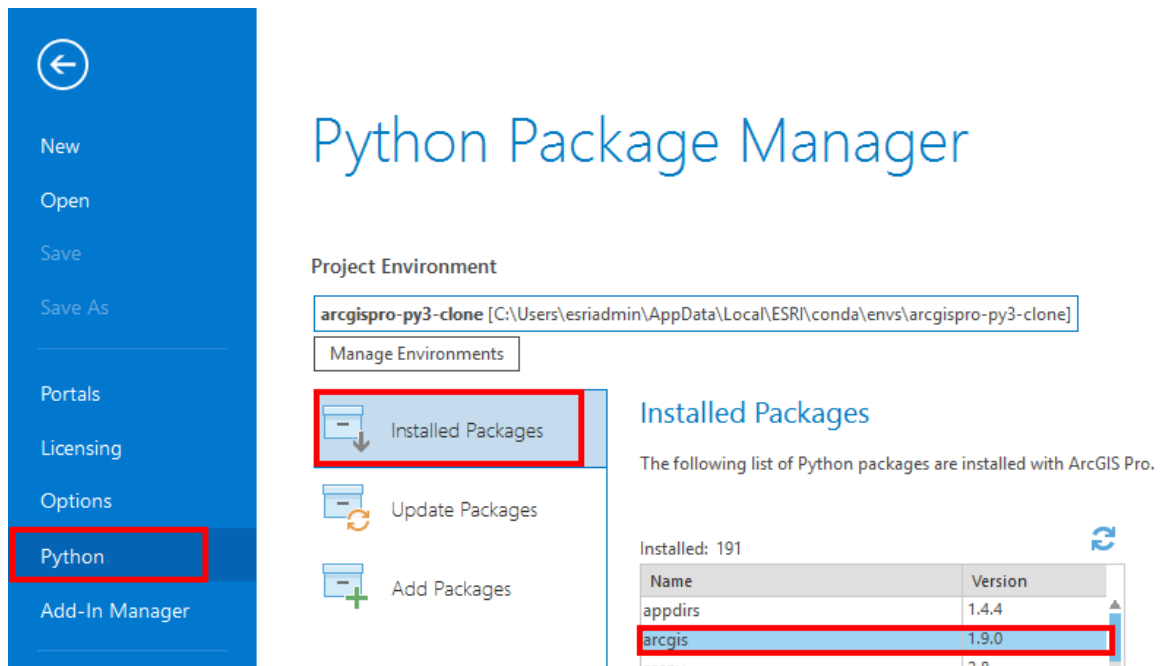 New
Open
Save
Save As
Portals
Licensing
Options
Python
Add-In Manager
Python Package Manager
Project Environment
arcgispro-py3-clone [C:\Users\esriadmin\AppData\Local\ESRI\conda\envs\arcgispro-py3-clone]
Manage Environments
Installed Packages
Update Packages
Add Packages
Installed Packages
The following list of Python packages are installed with ArcGIS Pro.
Installed: 191
Name Version
appdirs 1.4.4
arcgis 1.9.0